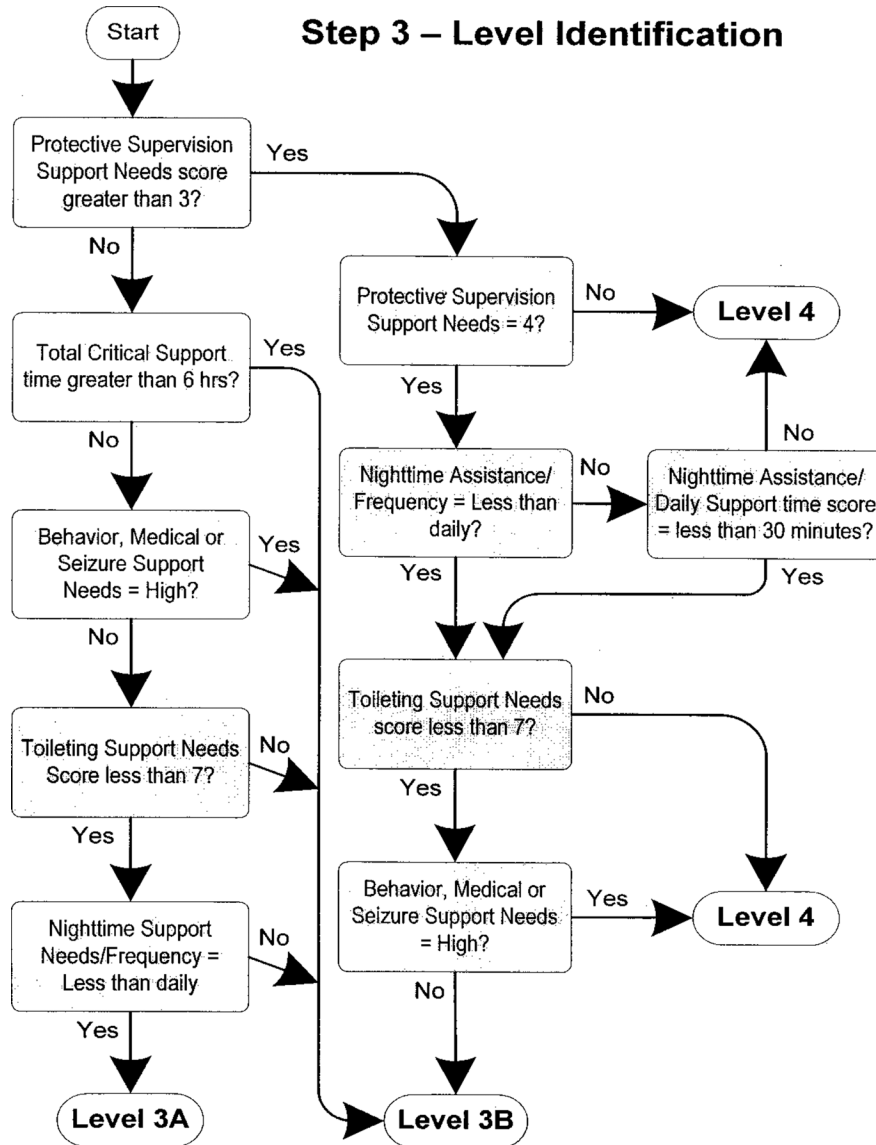 Start
Step 3 – Level Identification
Protective Supervision
Support Needs score
greater than 3?
Yes
No
Protective Supervision
Support Needs = 4?
No
Level 4
Yes
Total Critical Support
time greater than 6 hrs?
Yes
No
Nighttime Assistance/
Frequency = Less than
daily?
No
Yes
Nighttime Assistance/
Daily Support time score
= less than 30 minutes?
No
Yes
Behavior, Medical or
Seizure Support
Needs = High?
Yes
No
Toileting Support Needs
score less than 7?
No
Yes
Toileting Support Needs
Score less than 7?
No
Yes
Behavior, Medical or
Seizure Support Needs
= High?
Yes
Level 4
No
Nighttime Support
Needs/Frequency =
Less than daily
No
Yes
Level 3A
Level 3B